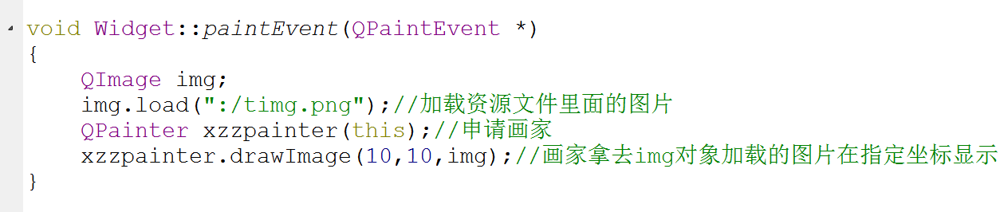 void Widget::paintEvent(QPaintEvent *)
{
    QImage img;
    img.load(":/timg.png");//加载资源文件里面的图片
    QPainter xzzpainter(this);//申请画家
    xzzpainter.drawImage(10,10,img);//画家拿去img对象加载的图片在指定坐标显示
}